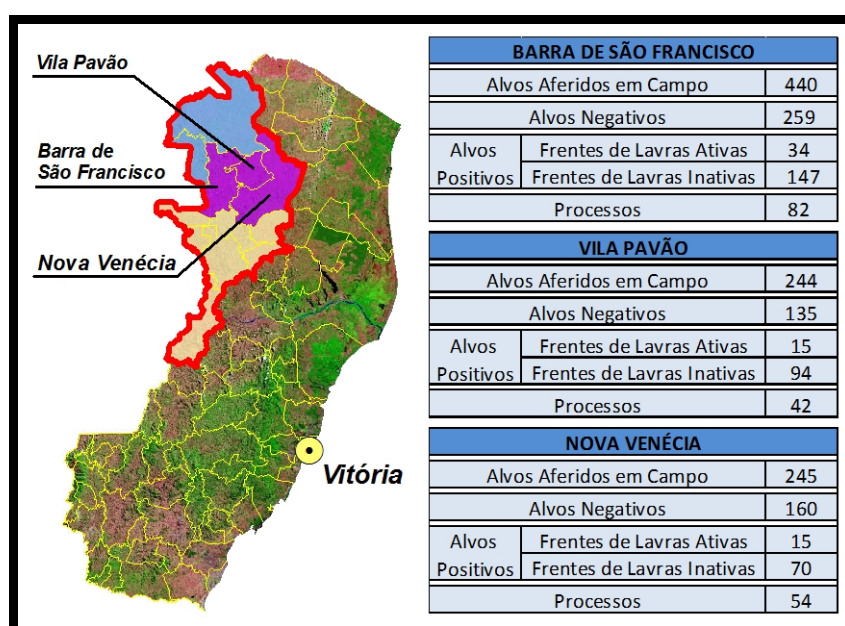 Vila Pavão
Barra de
São Francisco
Nova Venécia
Vitória
BARRA DE SÃO FRANCISCO
Alvos Aferidos em Campo 440
Alvos Negativos 259
Alvos Positivos
Frentes de Lavras Ativas 34
Frentes de Lavras Inativas 147
Processos 82
VILA PAVÃO
Alvos Aferidos em Campo 244
Alvos Negativos 135
Alvos Positivos
Frentes de Lavras Ativas 15
Frentes de Lavras Inativas 94
Processos 42
NOVA VENÉCIA
Alvos Aferidos em Campo 245
Alvos Negativos 160
Alvos Positivos
Frentes de Lavras Ativas 15
Frentes de Lavras Inativas 70
Processos 54